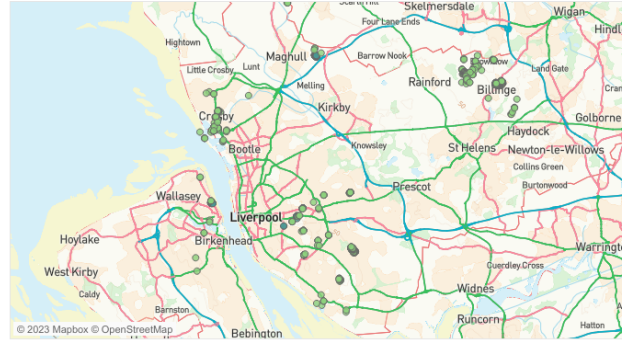 Skelmersdale
Wigan
Four Lane Ends
Hightown
Maghull
Barrow Nook
Little Crosby
Lunt
Land Gate
Melling
Rainford
Billinge
Crosby
Kirkby
Golborne
Haydock
Bootle
Knowsley
St Helens
Newton-le-Willows
Collins Green
Wallasey
Prescot
Burtonwood
Liverpool
Hoylake
Birkenhead
Warring
West Kirby
Cuerdley Cross
Caldy
Widnes
Barnston
Runcorn
Hatton
Bebington
© 2023 Mapbox © OpenStreetMap